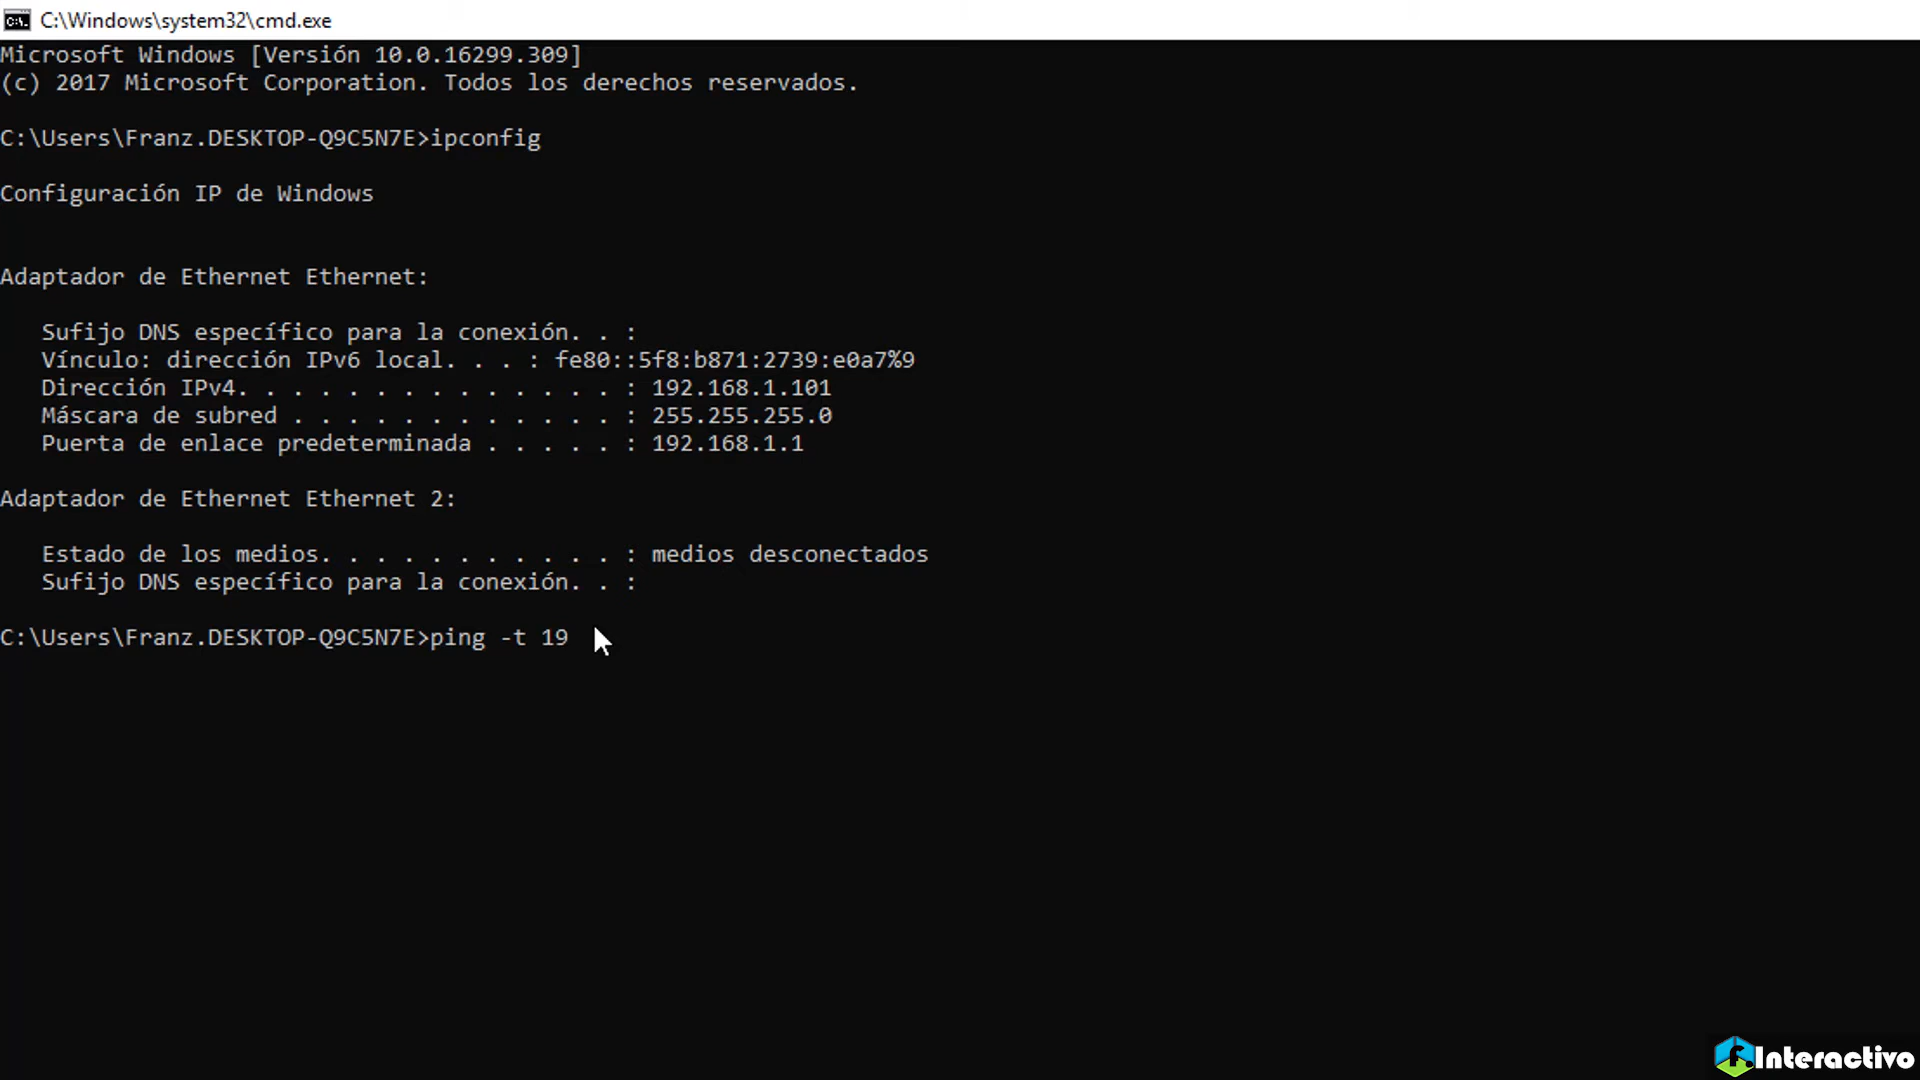 C:\Windows\system32\cmd.exe
Microsoft Windows [Versión 10.0.16299.309]
(c) 2017 Microsoft Corporation. Todos los derechos reservados.
C:\Users\Franz.DESKTOP-Q9C5N7E>ipconfig
Configuración IP de Windows
Adaptador de Ethernet Ethernet:
Sufijo DNS específico para la conexión. . :
Vínculo: dirección IPv6 local. . . : fe80::5f8:b871:2739:e0a7%9
Dirección IPv4. . . . . . . . . . . . . . : 192.168.1.101
Máscara de subred . . . . . . . . . . . . : 255.255.255.0
Puerta de enlace predeterminada . . . . . : 192.168.1.1
Adaptador de Ethernet Ethernet 2:
Estado de los medios. . . . . . . . . . . : medios desconectados
Sufijo DNS específico para la conexión. . :
C:\Users\Franz.DESKTOP-Q9C5N7E>ping -t 19
Interactivo